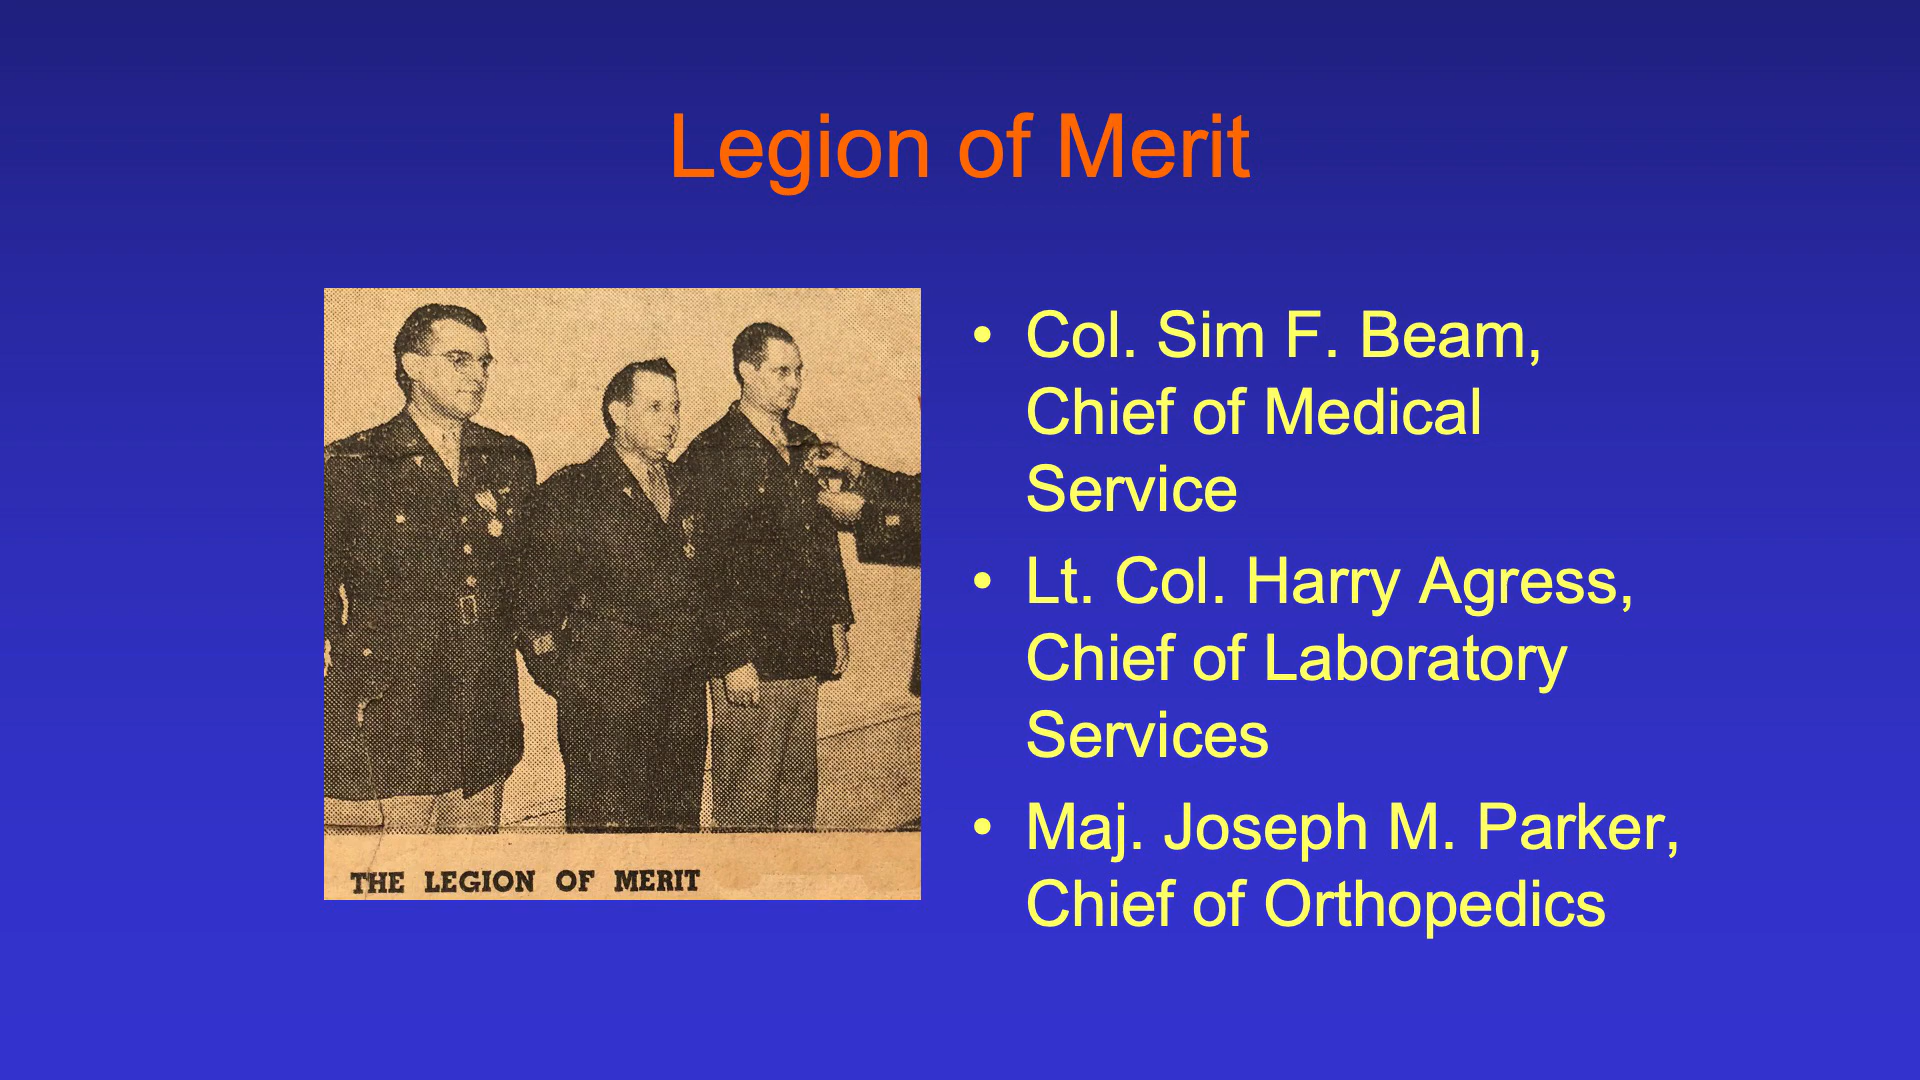 Legion of Merit
THE LEGION OF MERIT
• Col. Sim F. Beam,
Chief of Medical
Service
• Lt. Col. Harry Agress,
Chief of Laboratory
Services
• Maj. Joseph M. Parker,
Chief of Orthopedics